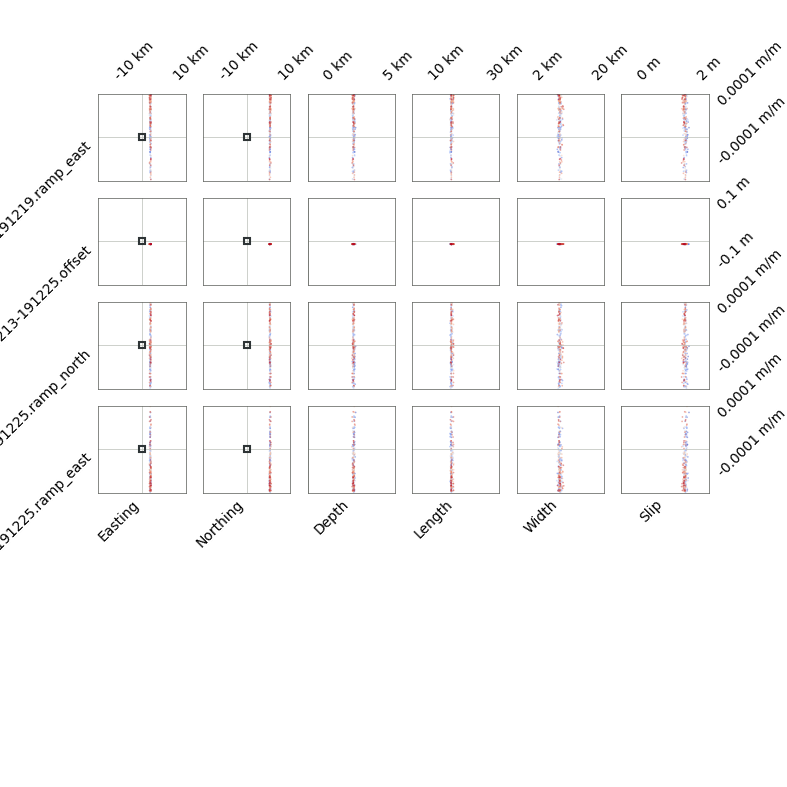 -10 km
10 km
-10 km
10 km
0 km
5 km
10 km
30 km
2 km
20 km
0 m
2 m
0.0001 m/m
-0.0001 m/m
191219.ramp_east
0.1 m
-0.1 m
213-191225.offset
0.0001 m/m
-0.0001 m/m
191225.ramp_north
0.0001 m/m
-0.0001 m/m
191225.ramp_east
Easting
Northing
Depth
Length
Width
Slip